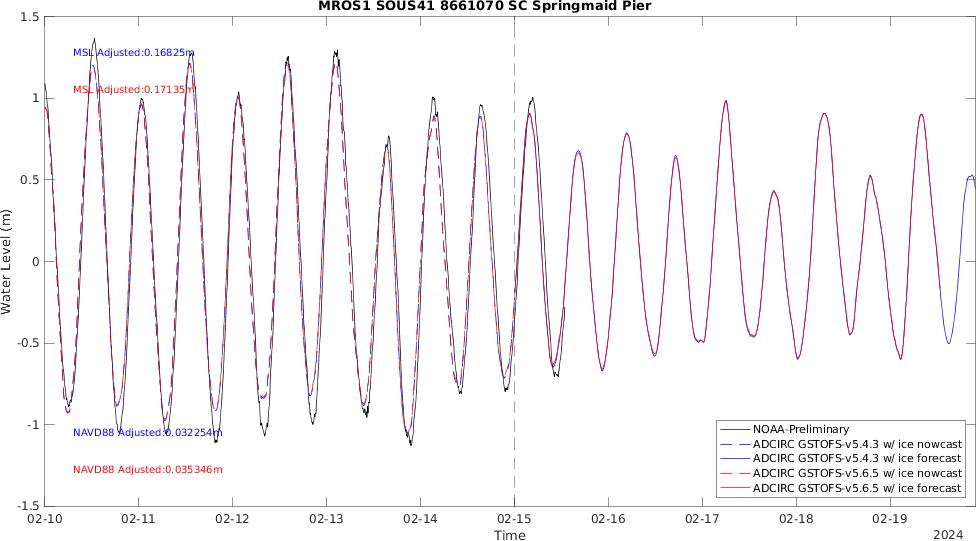 MROS1 SOUS41 8661070 SC Springmaid Pier
1.5
1
0.5
0
-0.5
-1
-1.5
Water Level (m)
MSL Adjusted:0.16825m
MSL Adjusted:0.17135m
NAVD88 Adjusted:0.032254m
NAVD88 Adjusted:0.035346m
NOAA-Preliminary
ADCIRC GSTOFS-v5.4.3 w/ ice nowcast
ADCIRC GSTOFS-v5.4.3 w/ ice forecast
ADCIRC GSTOFS-v5.6.5 w/ ice nowcast
ADCIRC GSTOFS-v5.6.5 w/ ice forecast
02-10 02-11 02-12 02-13 02-14 02-15 02-16 02-17 02-18 02-19
Time
2024